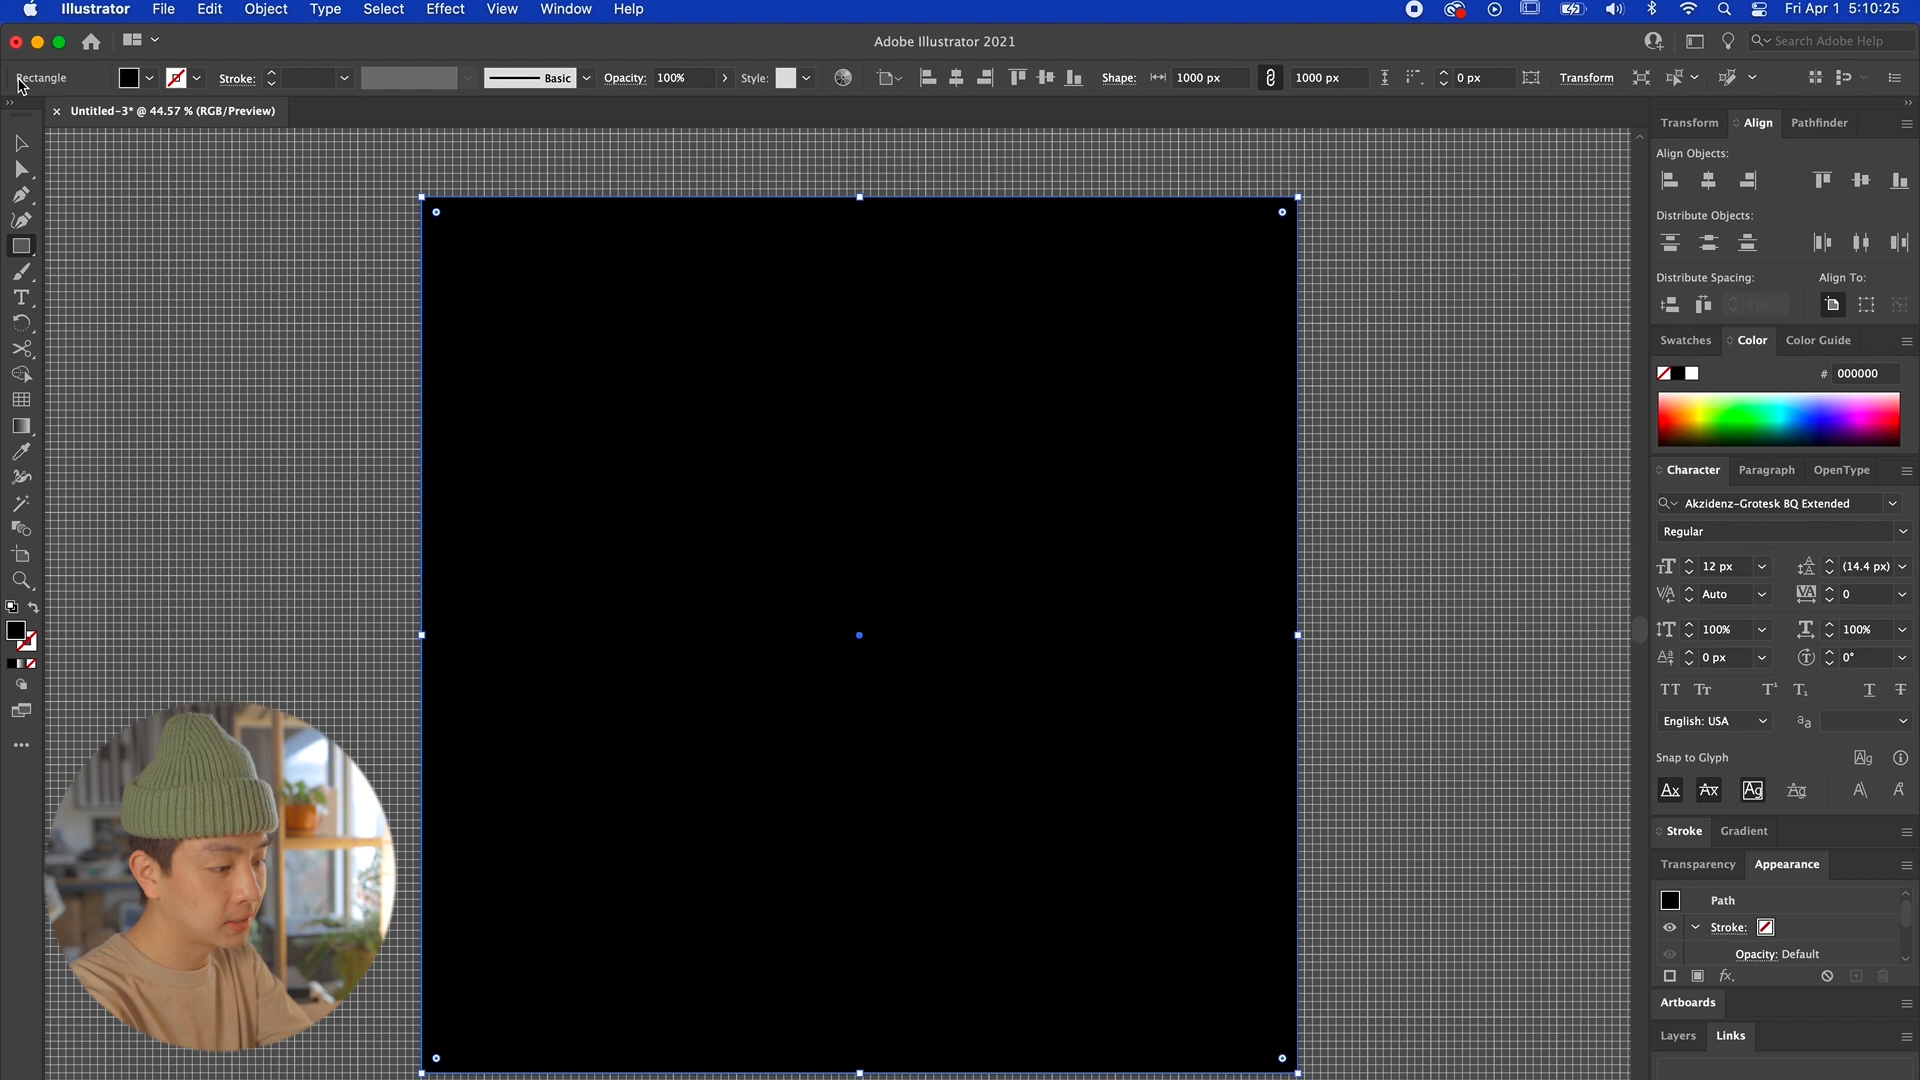 Illustrator File Edit Object Type Select Effect View Window Help Fri Apr 1 5:10:25
Adobe Illustrator 2021 Search Adobe Help
Rectangle Stroke: Basic Opacity: 100% Style: Shape: 1000 px 1000 px 0 px Transform
× Untitled-3* @ 44.57 % (RGB/Preview)
Transform Align Pathfinder
Align Objects:
Distribute Objects:
Distribute Spacing: Align To:
Swatches Color Color Guide
# 000000
Character Paragraph OpenType
Akzidenz-Grotesk BQ Extended
Regular
12 px (14.4 px)
Auto 0
100% 100%
0 px 0°
English: USA
Snap to Glyph
Stroke Gradient
Transparency Appearance
Path
Stroke:
Opacity: Default
Artboards
Layers Links